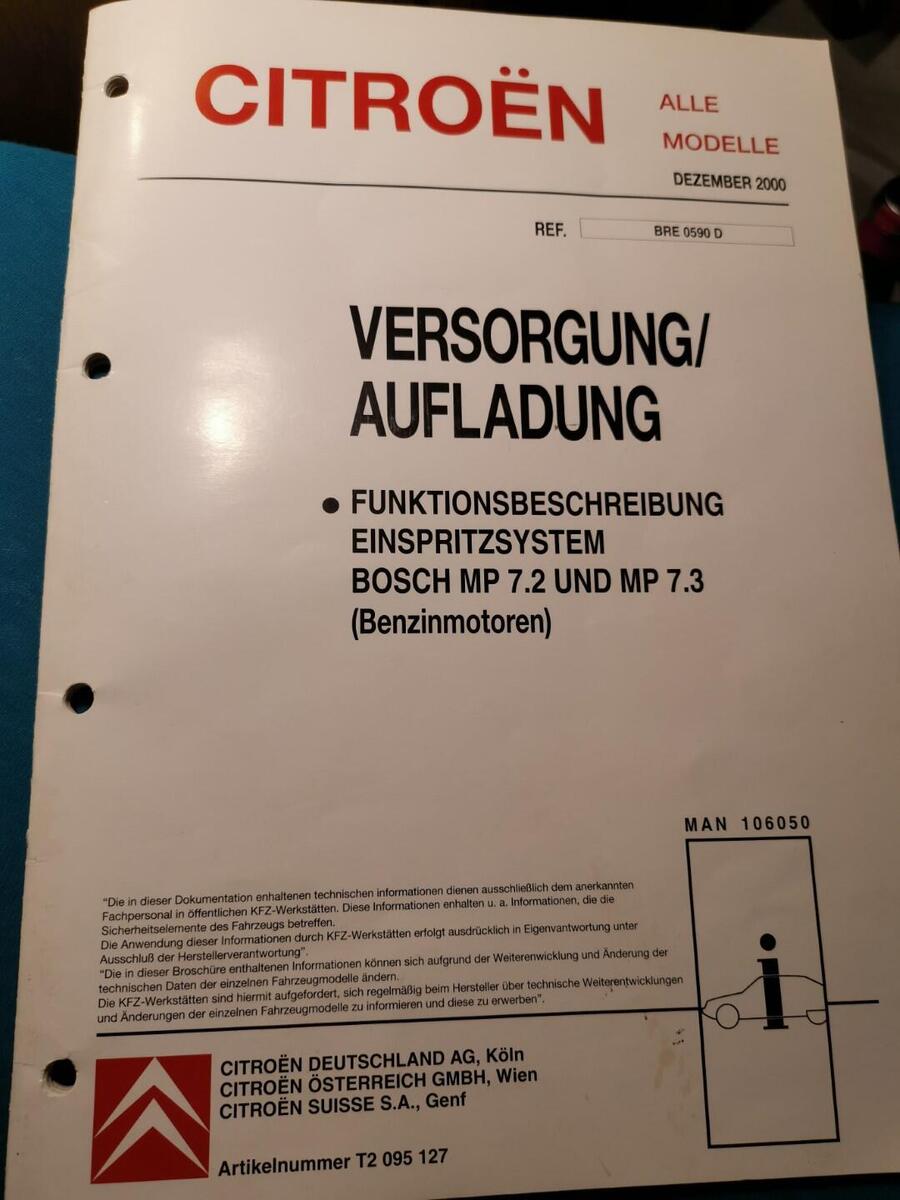 CITROËN
ALLE
MODELLE
DEZEMBER 2000
REF.
BRE 0590 D
VERSORGUNG/
AUFLADUNG
● FUNKTIONSBESCHREIBUNG
EINSPRITZSYSTEM
BOSCH MP 7.2 UND MP 7.3
(Benzinmotoren)
MAN 106050
"Die in dieser Dokumentation enhaltenen technischen informationen dienen ausschließlich dem anerkannten
Fachpersonal in öffentlichen KFZ-Werkstätten. Diese Informationen enhalten u. a. Informationen, die die
Sicherheitselemente des Fahrzeugs betreffen.
Die Anwendung dieser Informationen durch KFZ-Werkstätten erfolgt ausdrücklich in Eigenvantwortung unter
Ausschluß der Herstellerverantwortung".
"Die in dieser Broschüre enthaltenen Informationen können sich aufgrund der Weiterenwicklung und Änderung der
technischen Daten der einzelnen Fahrzeugmodelle ändern.
Die KFZ-Werkstätten sind hiermit aufgefordert, sich regelmäßig beim Hersteller über technische Weiterentwicklungen
und Änderungen der einzelnen Fahrzeugmodelle zu informieren und diese zu erwerben".
CITROËN DEUTSCHLAND AG, Köln
CITROËN ÖSTERREICH GMBH, Wien
CITROËN SUISSE S.A., Genf
Artikelnummer T2 095 127